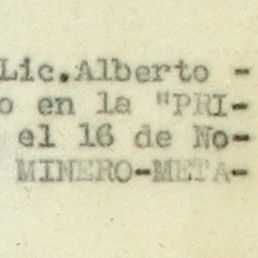 Lic.Alberto -
o en la "PRI-
el 16 de No-
MINERO-META-